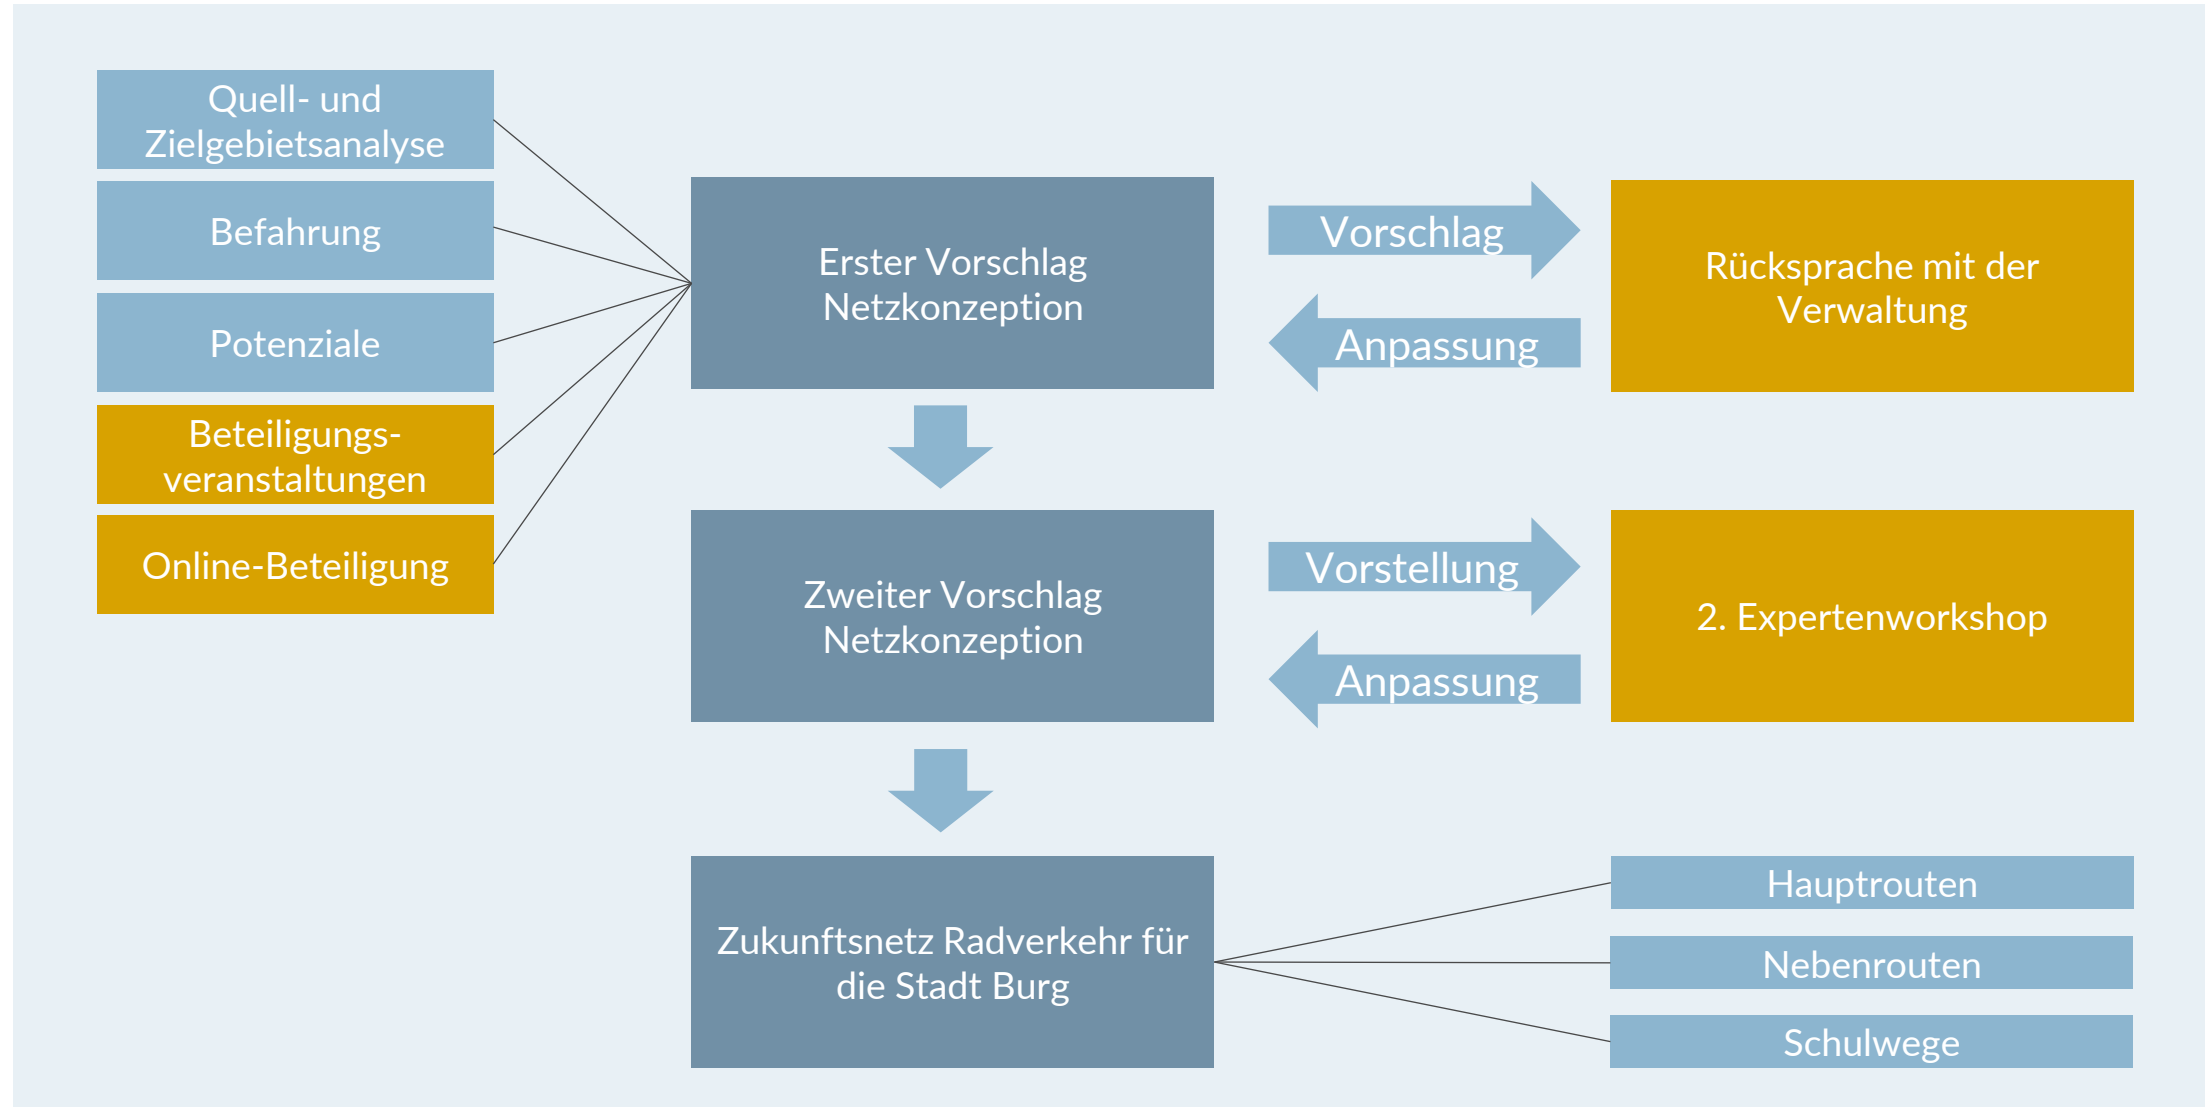 Quell- und
Zielgebietsanalyse
Befahrung
Potenziale
Beteiligungs-
veranstaltungen
Online-Beteiligung
Erster Vorschlag
Netzkonzeption
Vorschlag
Anpassung
Rücksprache mit der
Verwaltung
Zweiter Vorschlag
Netzkonzeption
Vorstellung
Anpassung
2. Expertenworkshop
Zukunftsnetz Radverkehr für
die Stadt Burg
Hauptrouten
Nebenrouten
Schulwege